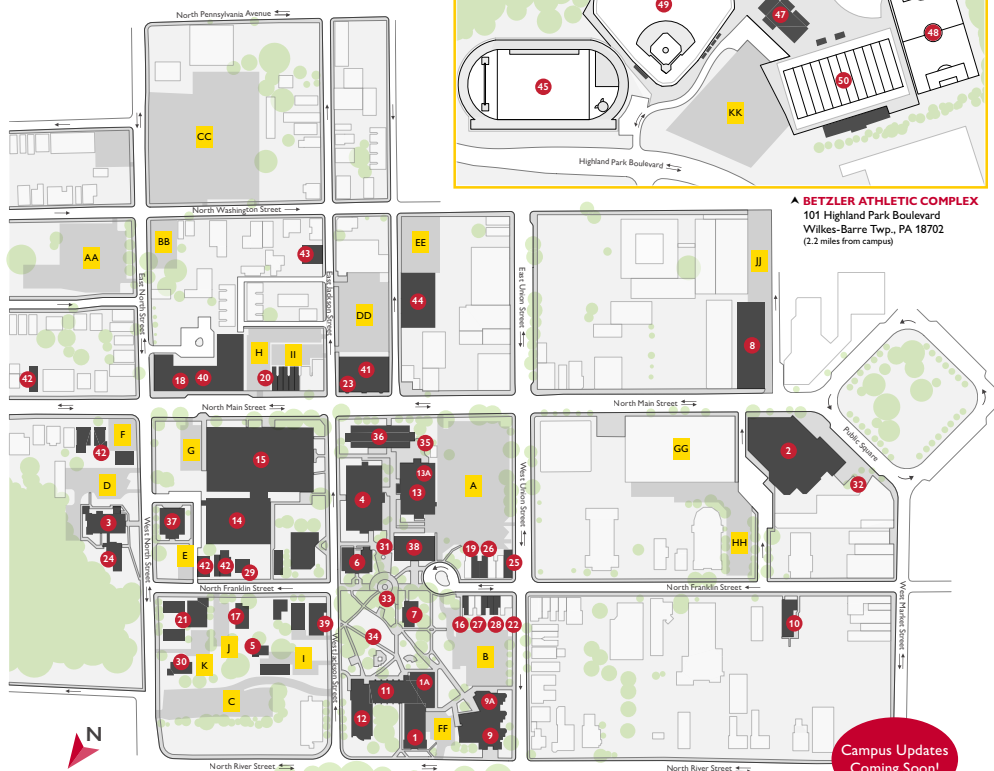 North Pennsylvania Avenue
49
47
48
45
50
KK
Highland Park Boulevard
BETZLER ATHLETIC COMPLEX
101 Highland Park Boulevard
Wilkes-Barre Twp., PA 18702
(2.2 miles from campus)
CC
North Washington Street
AA
BB
43
EE
JJ
East North Street
East Jackson Street
East Union Street
44
DD
8
H
II
42
18
40
20
23
41
North Main Street
North Main Street
Public Square
F
42
G
15
36
35
13A
13
4
A
GG
2
32
D
3
24
37
14
West North Street
West Union Street
HH
E
42
42
29
31
38
6
19
26
25
North Franklin Street
North Franklin Street
West Market Street
33
7
21
17
39
16
27
28
22
10
34
5
J
I
30
K
West Jackson Street
B
C
11
1A
12
1
FF
9A
9
N
North River Street
North River Street
Campus Updates
Coming Soon!